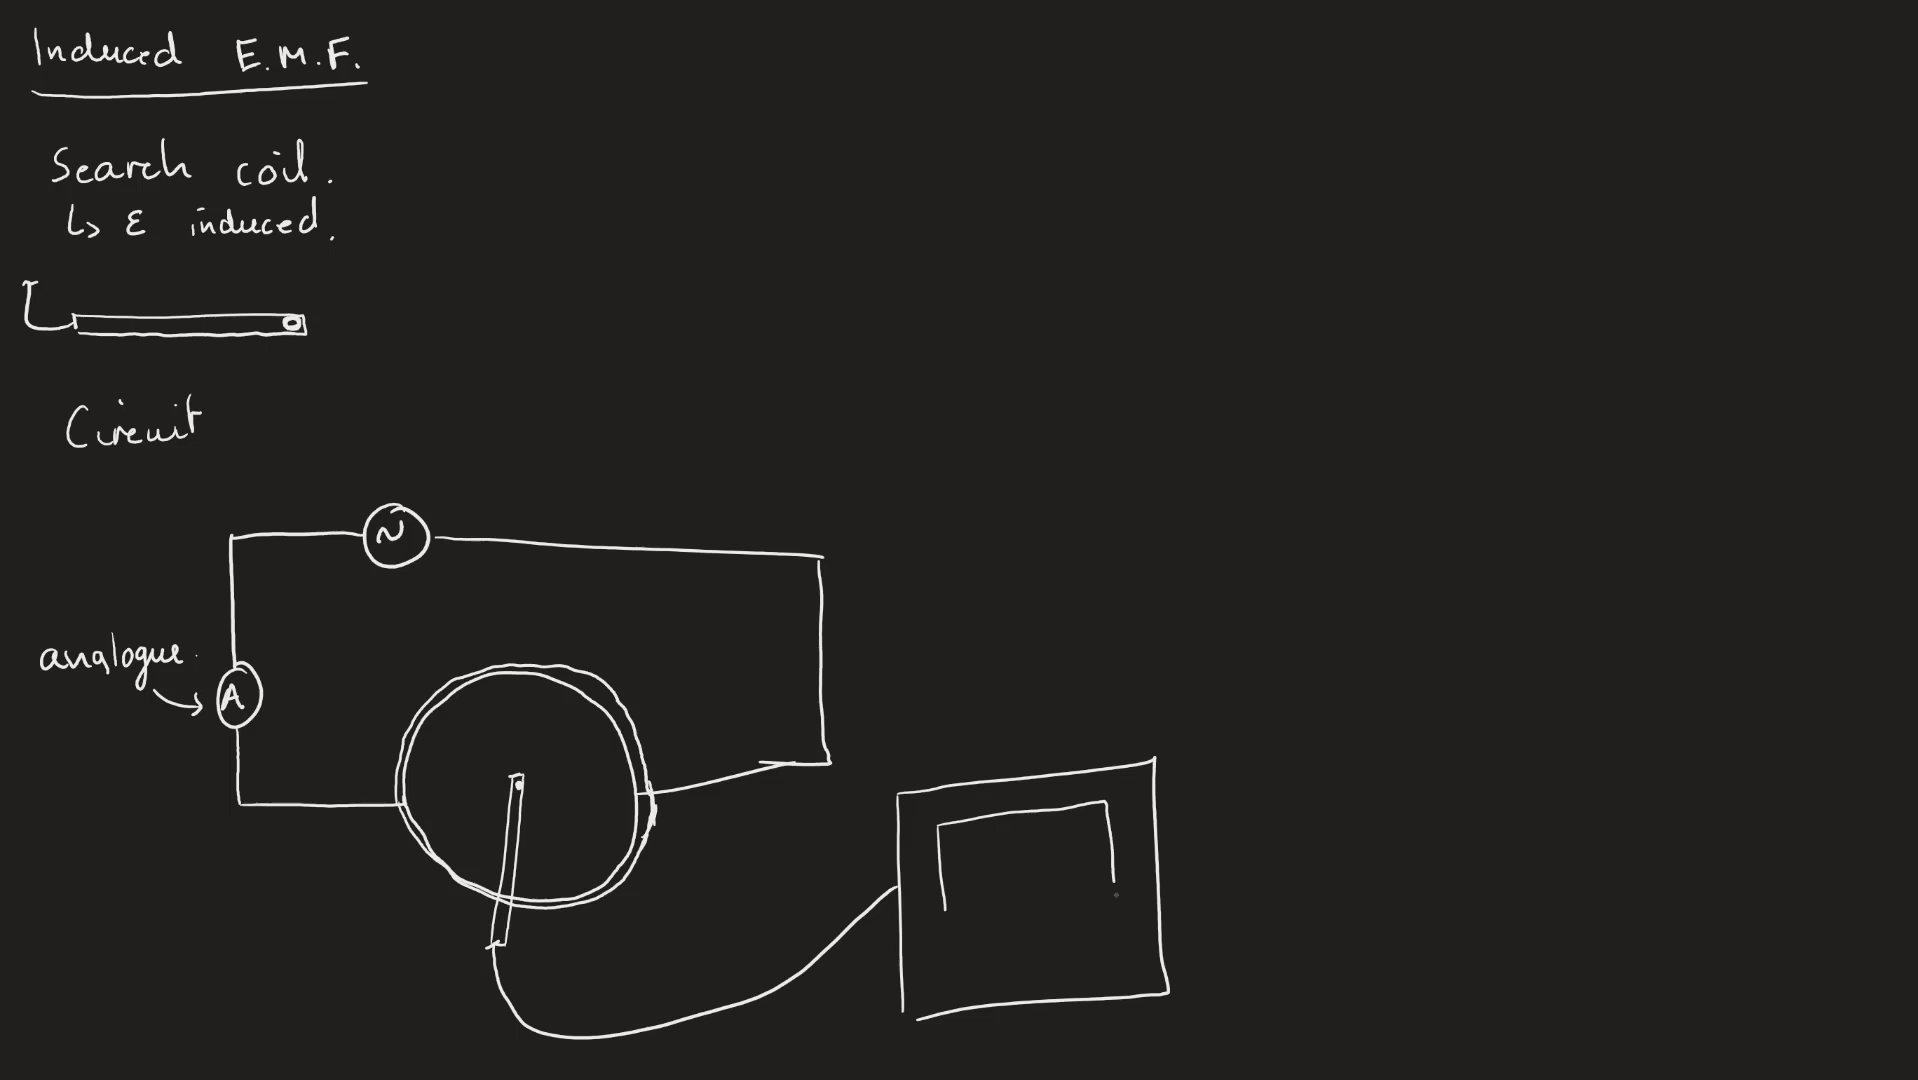 Induced E.M.F.
Search coil.
↳ ε induced.
Circuit
~
analogue
A